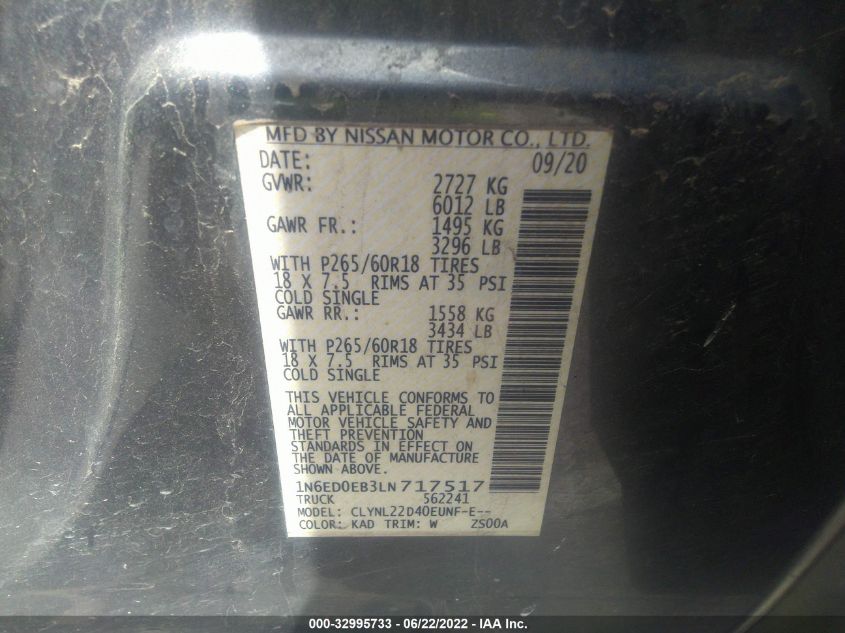 MFD BY NISSAN MOTOR CO., LTD.
DATE: 09/20
GVWR: 2727 KG
6012 LB
GAWR FR.: 1495 KG
3296 LB
WITH P265/60R18 TIRES
18 X 7.5 RIMS AT 35 PSI
COLD SINGLE
GAWR RR.: 1558 KG
3434 LB
WITH P265/60R18 TIRES
18 X 7.5 RIMS AT 35 PSI
COLD SINGLE
THIS VEHICLE CONFORMS TO
ALL APPLICABLE FEDERAL
MOTOR VEHICLE SAFETY AND
THEFT PREVENTION
STANDARDS IN EFFECT ON
THE DATE OF MANUFACTURE
SHOWN ABOVE.
1N6ED0EB3LN717517
TRUCK 562241
MODEL: CLYNL22D40EUNF-E--
COLOR: KAD TRIM: W ZS00A
000-32995733 - 06/22/2022 - IAA Inc.